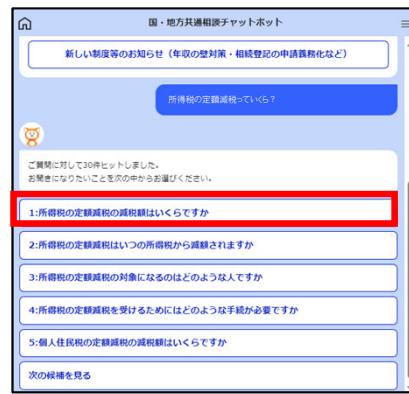 国・地方共通相談チャットボット
新しい制度等のお知らせ（年収の壁対策・相続登記の申請義務化など）
所得税の定額減税っていくら？
ご質問に対して30件ヒットしました。
お聞きになりたいことを次の中からお選びください。
1:所得税の定額減税の減税額はいくらですか
2:所得税の定額減税はいつの所得税から減額されますか
3:所得税の定額減税の対象になるのはどのような人ですか
4:所得税の定額減税を受けるためにはどのような手続が必要ですか
5:個人住民税の定額減税の減税額はいくらですか
次の候補を見る